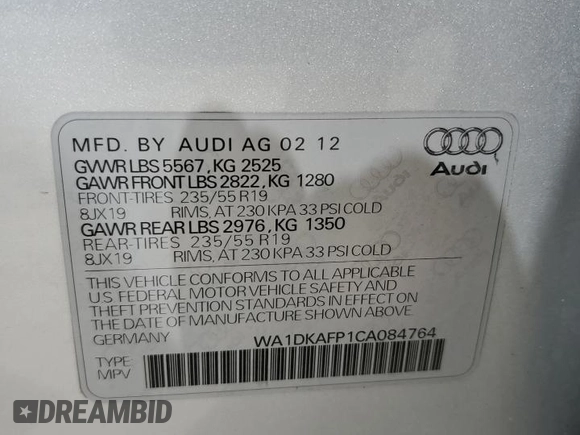 MFD. BY AUDI AG 02 12
GVWR LBS 5567, KG 2525
GAWR FRONT LBS 2822, KG 1280
FRONT-TIRES 235/55 R19
8JX19 RIMS, AT 230 KPA 33 PSI COLD
GAWR REAR LBS 2976, KG 1350
REAR-TIRES 235/55 R19
8JX19 RIMS, AT 230 KPA 33 PSI COLD
Audi
THIS VEHICLE CONFORMS TO ALL APPLICABLE
U.S FEDERAL MOTOR VEHICLE SAFETY AND
THEFT PREVENTION STANDARDS IN EFFECT ON
THE DATE OF MANUFACTURE SHOWN ABOVE
GERMANY WA1DKAFP1CA084764
TYPE:
MPV
DREAMBID